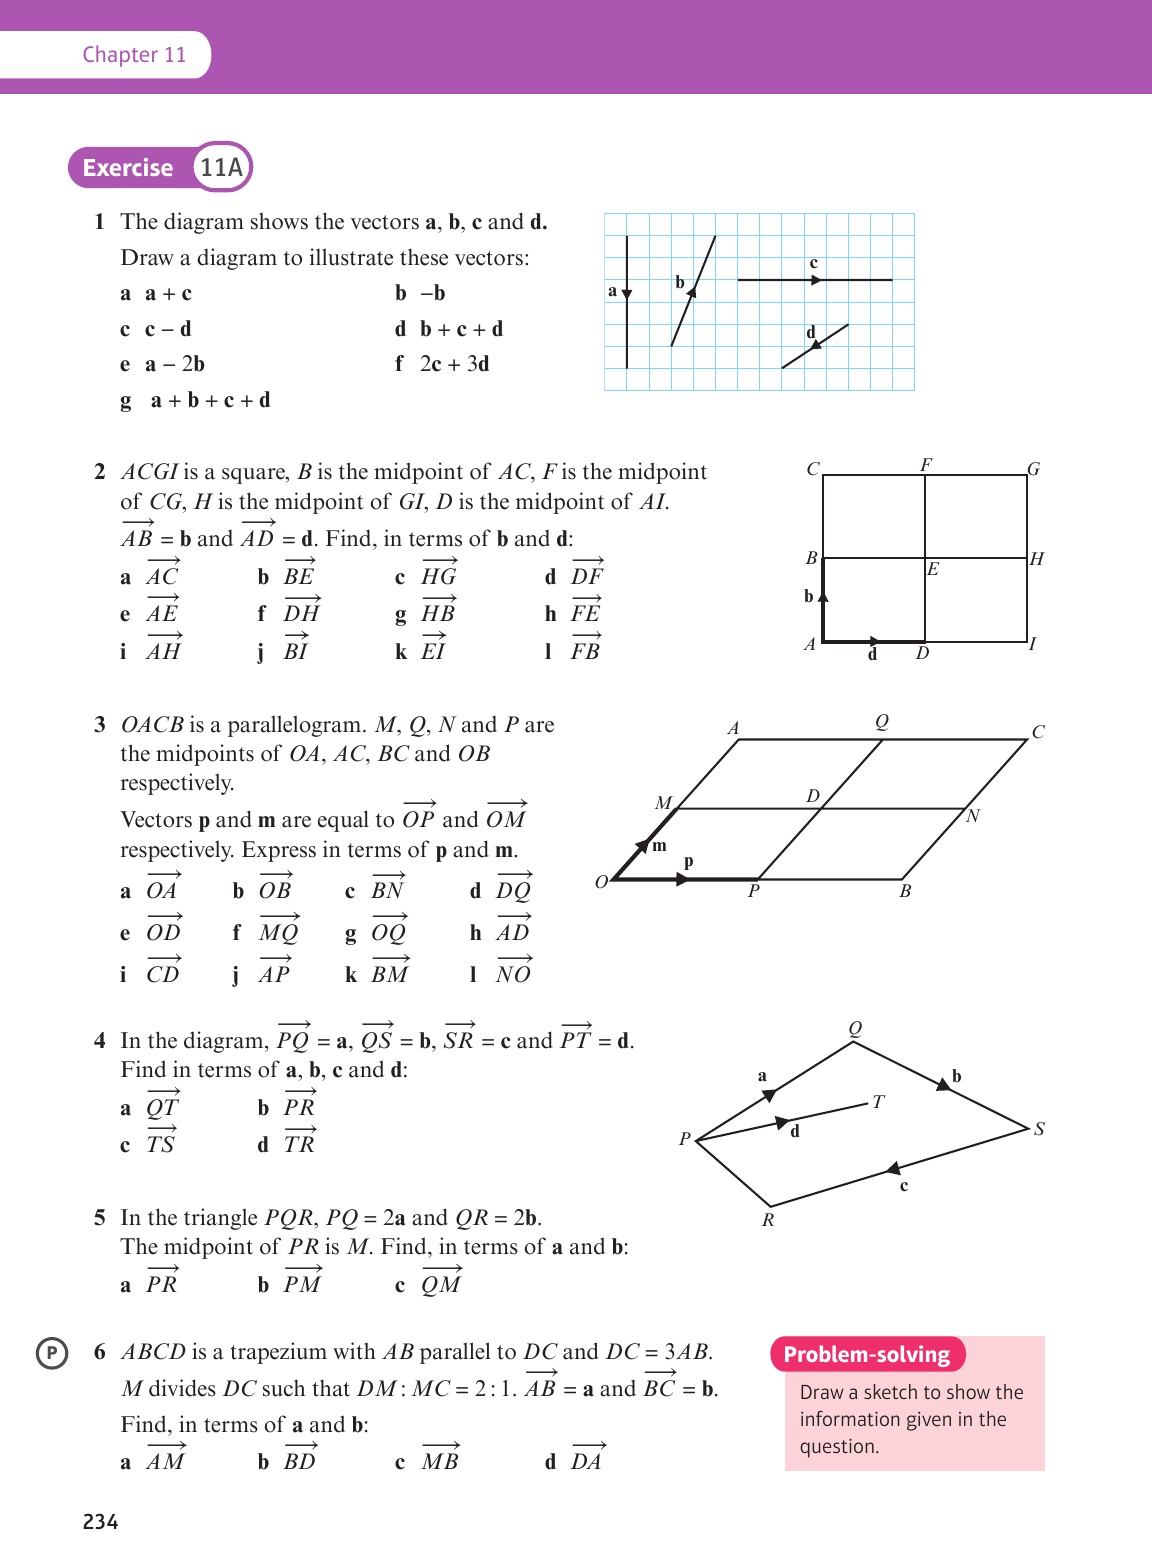 Chapter 11
Exercise 11A
1 The diagram shows the vectors a, b, c and d.
Draw a diagram to illustrate these vectors:
a a + c b –b
c c – d d b + c + d
e a – 2b f 2c + 3d
g a + b + c + d
a
b
c
d
2 ACGI is a square, B is the midpoint of AC, F is the midpoint
of CG, H is the midpoint of GI, D is the midpoint of AI.
$\overrightarrow{AB}$ = b and $\overrightarrow{AD}$ = d. Find, in terms of b and d:
a $\overrightarrow{AC}$ b $\overrightarrow{BE}$ c $\overrightarrow{HG}$ d $\overrightarrow{DF}$
e $\overrightarrow{AE}$ f $\overrightarrow{DH}$ g $\overrightarrow{HB}$ h $\overrightarrow{FE}$
i $\overrightarrow{AH}$ j $\overrightarrow{BI}$ k $\overrightarrow{EI}$ l $\overrightarrow{FB}$
C F G
B E H
b
A d D I
3 OACB is a parallelogram. M, Q, N and P are
the midpoints of OA, AC, BC and OB
respectively.
Vectors p and m are equal to $\overrightarrow{OP}$ and $\overrightarrow{OM}$
respectively. Express in terms of p and m.
a $\overrightarrow{OA}$ b $\overrightarrow{OB}$ c $\overrightarrow{BN}$ d $\overrightarrow{DQ}$
e $\overrightarrow{OD}$ f $\overrightarrow{MQ}$ g $\overrightarrow{OQ}$ h $\overrightarrow{AD}$
i $\overrightarrow{CD}$ j $\overrightarrow{AP}$ k $\overrightarrow{BM}$ l $\overrightarrow{NO}$
A Q C
M D N
m
p
O P B
4 In the diagram, $\overrightarrow{PQ}$ = a, $\overrightarrow{QS}$ = b, $\overrightarrow{SR}$ = c and $\overrightarrow{PT}$ = d.
Find in terms of a, b, c and d:
a $\overrightarrow{QT}$ b $\overrightarrow{PR}$
c $\overrightarrow{TS}$ d $\overrightarrow{TR}$
Q
a b
T
P d S
c
R
5 In the triangle PQR, PQ = 2a and QR = 2b.
The midpoint of PR is M. Find, in terms of a and b:
a $\overrightarrow{PR}$ b $\overrightarrow{PM}$ c $\overrightarrow{QM}$
P 6 ABCD is a trapezium with AB parallel to DC and DC = 3AB.
M divides DC such that DM : MC = 2 : 1. $\overrightarrow{AB}$ = a and $\overrightarrow{BC}$ = b.
Find, in terms of a and b:
a $\overrightarrow{AM}$ b $\overrightarrow{BD}$ c $\overrightarrow{MB}$ d $\overrightarrow{DA}$
Problem-solving
Draw a sketch to show the
information given in the
question.
234